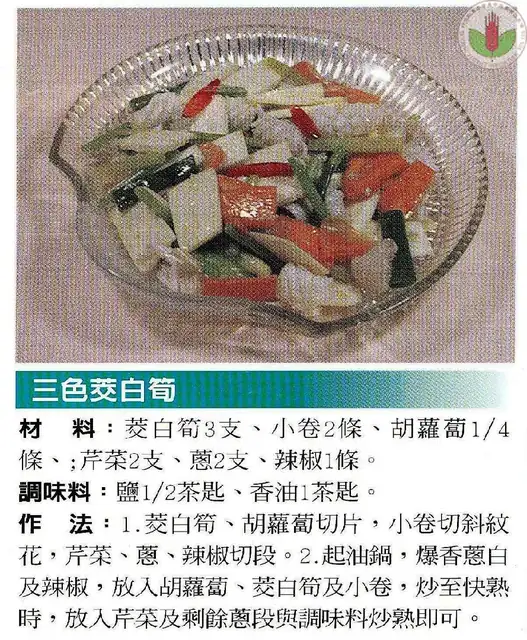 三色茭白筍
材　料：茭白筍3支、小卷2條、胡蘿蔔1/4
條、;芹菜2支、蔥2支、辣椒1條。
調味料：鹽1/2茶匙、香油1茶匙。
作　法：1.茭白筍、胡蘿蔔切片，小卷切斜紋
花，芹菜、蔥、辣椒切段。2.起油鍋，爆香蔥白
及辣椒，放入胡蘿蔔、茭白筍及小卷，炒至快熟
時，放入芹菜及剩餘蔥段與調味料炒熟即可。